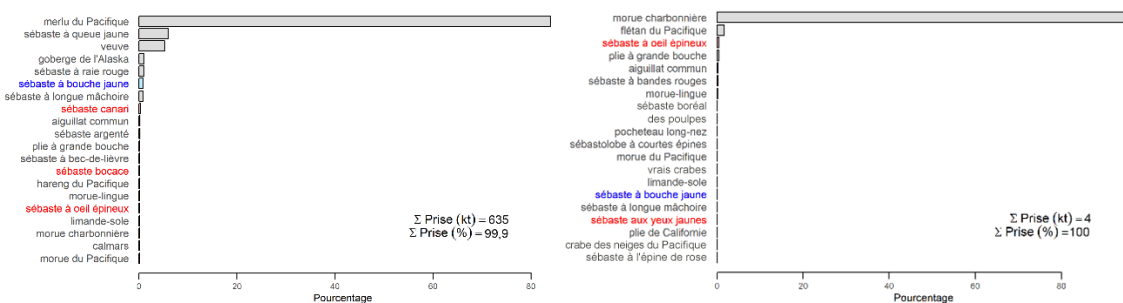 merlu du Pacifique
sébaste à queue jaune
veuve
goberge de l'Alaska
sébaste à raie rouge
sébaste à bouche jaune
sébaste à longue mâchoire
sébaste canari
aiguillat commun
sébaste argenté
plie à grande bouche
sébaste à bec-de-lièvre
sébaste bocace
hareng du Pacifique
morue-lingue
sébaste à oeil épineux
limande-sole
morue charbonnière
calmars
morue du Pacifique
Σ Prise (kt) = 635
Σ Prise (%) = 99,9
0 20 40 60 80
Pourcentage
morue charbonnière
flétan du Pacifique
sébaste à oeil épineux
plie à grande bouche
aiguillat commun
sébaste à bandes rouges
morue-lingue
sébaste boréal
des poulpes
pocheteau long-nez
sébastolobe à courtes épines
morue du Pacifique
vrais crabes
limande-sole
sébaste à bouche jaune
sébaste à longue mâchoire
sébaste aux yeux jaunes
plie de Californie
crabe des neiges du Pacifique
sébaste à l'épine de rose
Σ Prise (kt) =4
Σ Prise (%) =100
0 20 40 60 80
Pourcentage